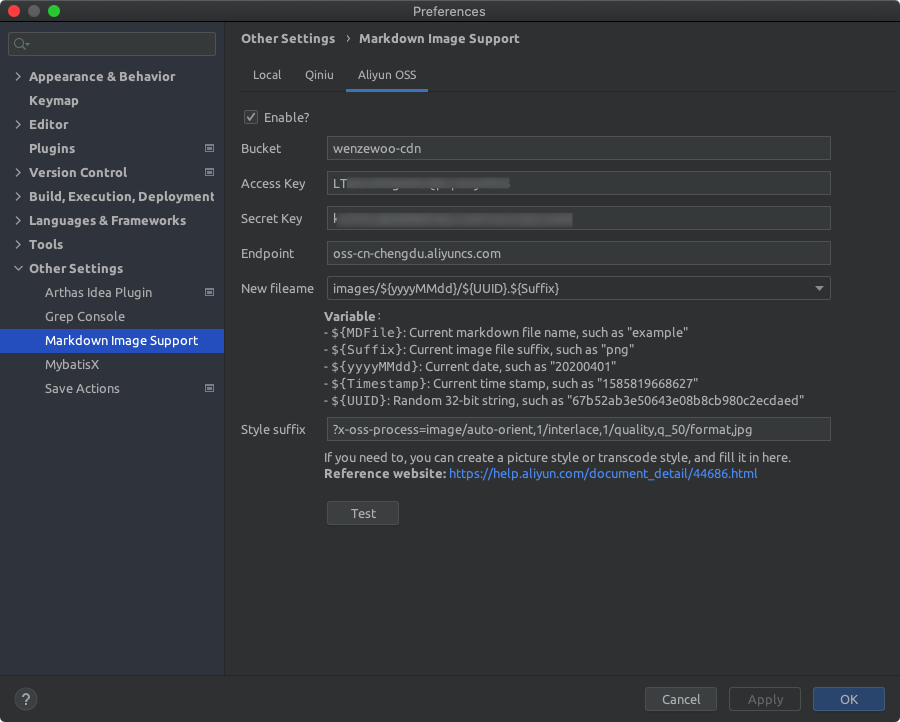 Preferences
Other Settings › Markdown Image Support
Local Qiniu Aliyun OSS
Appearance & Behavior
Keymap
Editor
Plugins
Version Control
Build, Execution, Deployment
Languages & Frameworks
Tools
Other Settings
Arthas Idea Plugin
Grep Console
Markdown Image Support
MybatisX
Save Actions
Enable?
Bucket wenzewoo-cdn
Access Key LT
Secret Key
Endpoint oss-cn-chengdu.aliyuncs.com
New fileame images/${yyyyMMdd}/${UUID}.${Suffix}
Variable:
- ${MDFile}: Current markdown file name, such as "example"
- ${Suffix}: Current image file suffix, such as "png"
- ${yyyyMMdd}: Current date, such as "20200401"
- ${Timestamp}: Current time stamp, such as "1585819668627"
- ${UUID}: Random 32-bit string, such as "67b52ab3e50643e08b8cb980c2ecdaed"
Style suffix ?x-oss-process=image/auto-orient,1/interlace,1/quality,q_50/format,jpg
If you need to, you can create a picture style or transcode style, and fill it in here.
Reference website: https://help.aliyun.com/document_detail/44686.html
Test
?
Cancel Apply OK